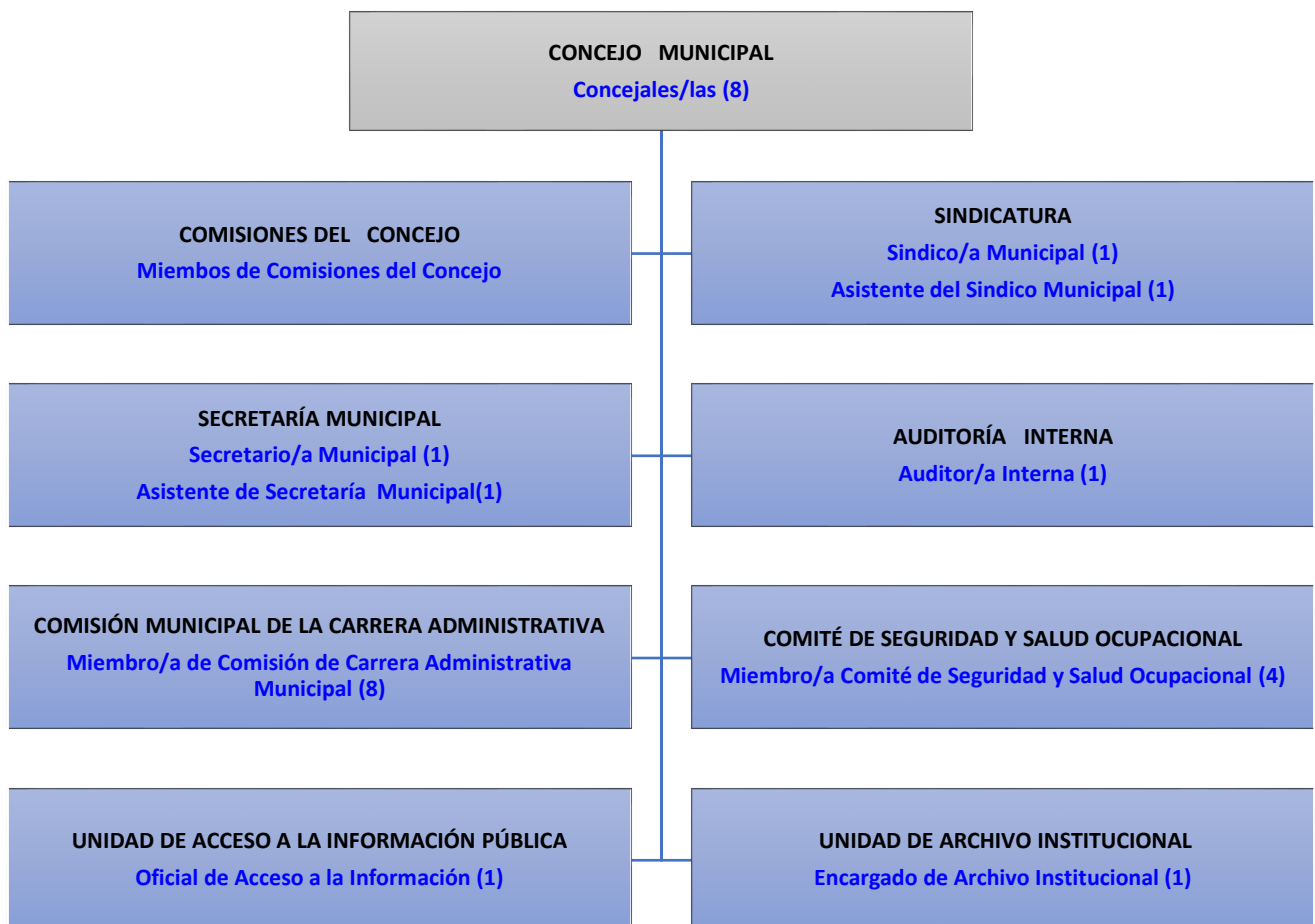 CONCEJO MUNICIPAL
Concejales/las (8)
COMISIONES DEL CONCEJO
Miembos de Comisiones del Concejo
SINDICATURA
Sindico/a Municipal (1)
Asistente del Sindico Municipal (1)
SECRETARÍA MUNICIPAL
Secretario/a Municipal (1)
Asistente de Secretaría Municipal(1)
AUDITORÍA INTERNA
Auditor/a Interna (1)
COMISIÓN MUNICIPAL DE LA CARRERA ADMINISTRATIVA
Miembro/a de Comisión de Carrera Administrativa
Municipal (8)
COMITÉ DE SEGURIDAD Y SALUD OCUPACIONAL
Miembro/a Comité de Seguridad y Salud Ocupacional (4)
UNIDAD DE ACCESO A LA INFORMACIÓN PÚBLICA
Oficial de Acceso a la Información (1)
UNIDAD DE ARCHIVO INSTITUCIONAL
Encargado de Archivo Institucional (1)